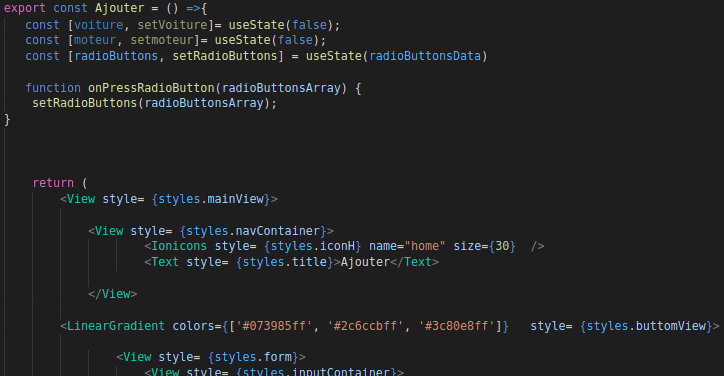 export const Ajouter = () =>{
const [voiture, setVoiture]= useState(false);
const [moteur, setmoteur]= useState(false);
const [radioButtons, setRadioButtons] = useState(radioButtonsData)
function onPressRadioButton(radioButtonsArray) {
setRadioButtons(radioButtonsArray);
}
return (
<View style= {styles.mainView}>
<View style= {styles.navContainer}>
<Ionicons style= {styles.iconH} name="home" size={30} />
<Text style= {styles.title}>Ajouter</Text>
</View>
<LinearGradient colors={['#073985ff', '#2c6ccbff', '#3c80e8ff']} style= {styles.buttomView}>
<View style= {styles.form}>
<View style= {styles.inputContainer}>